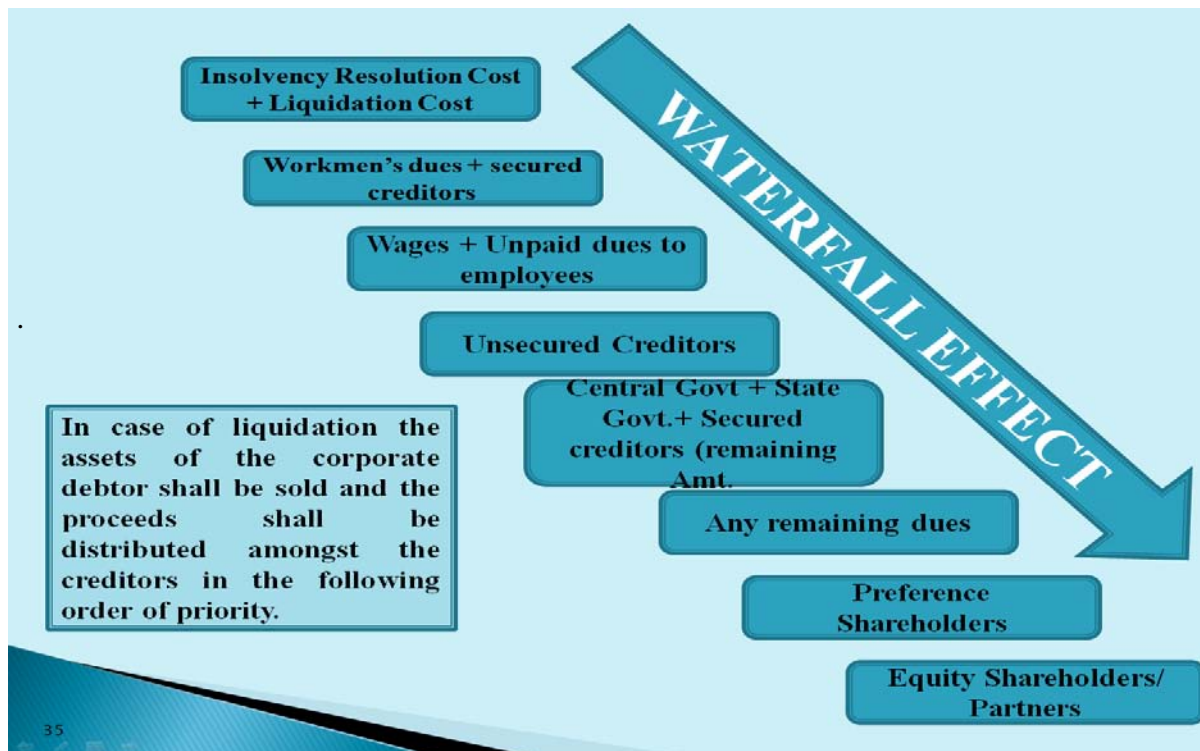 Insolvency Resolution Cost
+ Liquidation Cost
Workmen's dues + secured
creditors
Wages + Unpaid dues to
employees
Unsecured Creditors
Central Govt + State
Govt.+ Secured
creditors (remaining
Amt.
Any remaining dues
Preference
Shareholders
Equity Shareholders/
Partners
WATERFALL EFFECT
.
In case of liquidation the
assets of the corporate
debtor shall be sold and the
proceeds shall be
distributed amongst the
creditors in the following
order of priority.
35